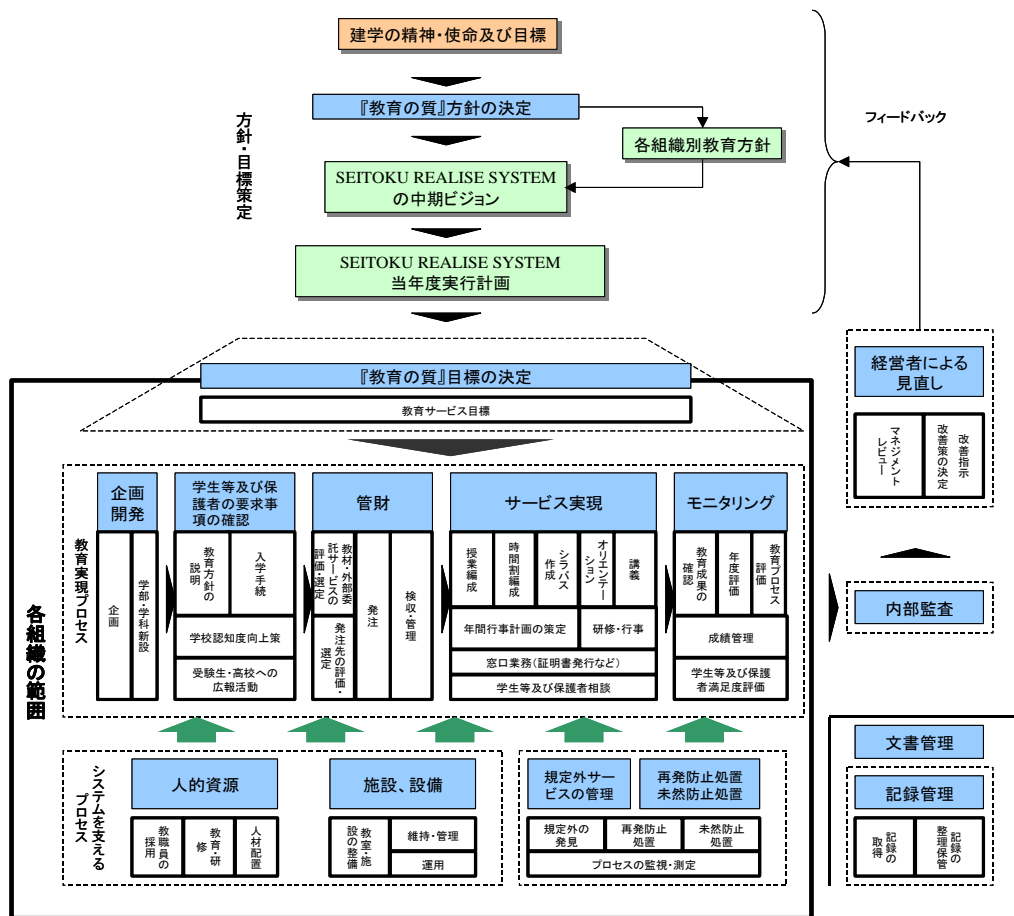 建学の精神・使命及び目標
『教育の質』方針の決定
各組織別教育方針
フィードバック
方針・目標策定
SEITOKU REALISE SYSTEM
の中期ビジョン
SEITOKU REALISE SYSTEM
当年度実行計画
『教育の質』目標の決定
教育サービス目標
経営者による
見直し
マネジメント
レビュー
改善指示
改善策の決定
各組織の範囲
教育実現プロセス
企画
開発
企画
学部・学科新設
学生等及び保
護者の要求事
項の確認
教育方針の
説明
入学手続
学校認知度向上策
受験生・高校への
広報活動
管財
教材・外部委
託サービスの
評価・選定
発注先の評価・
選定
発注
検収・管理
サービス実現
授業編成
時間割編成
シラバス
作成
オリエンテー
ション
講義
年間行事計画の策定
研修・行事
窓口業務(証明書発行など)
学生等及び保護者相談
モニタリング
教育成果の
確認
年度評価
教育プロセス
評価
成績管理
学生等及び保護
者満足度評価
内部監査
システムを支える
プロセス
人的資源
教職員の
採用
教育・研
修
人材配置
施設、設備
教室・施
設の整備
維持・管理
運用
規定外サー
ビスの管理
再発防止処置
未然防止処置
規定外の
発見
再発防止
処置
未然防止
処置
プロセスの監視・測定
文書管理
記録管理
記録の
取得
記録の
整理保管